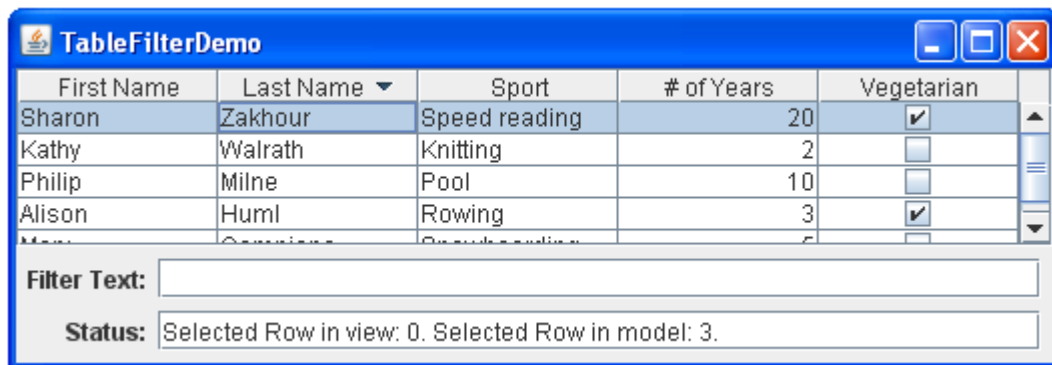 TableFilterDemo
First Name Last Name Sport # of Years Vegetarian
Sharon Zakhour Speed reading 20
Kathy Walrath Knitting 2
Philip Milne Pool 10
Alison Huml Rowing 3
Filter Text:
Status: Selected Row in view: 0. Selected Row in model: 3.